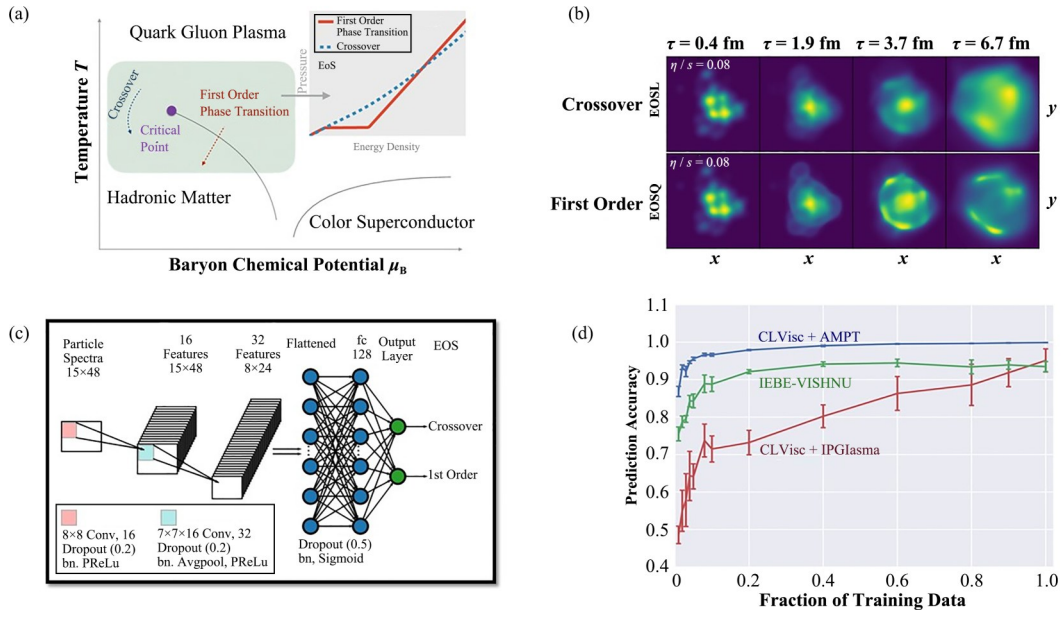 (a)
Quark Gluon Plasma
First Order
Phase Transition
Crossover
EoS
Pressure
Energy Density
Temperature T
Crossover
First Order
Phase Transition
Critical
Point
Hadronic Matter
Color Superconductor
Baryon Chemical Potential μB
(b)
τ = 0.4 fm τ = 1.9 fm τ = 3.7 fm τ = 6.7 fm
Crossover
EOSL
η / s = 0.08
y
First Order
EOSQ
η / s = 0.08
y
x x x x
(c)
Particle
Spectra
15×48
16
Features
15×48
32
Features
8×24
Flattened
fc
128
Output
Layer
EOS
Crossover
1st Order
8×8 Conv, 16
Dropout (0.2)
bn. PReLu
7×7×16 Conv, 32
Dropout (0.2)
bn. Avgpool, PReLu
Dropout (0.5)
bn, Sigmoid
(d)
1.1
1.0
0.9
0.8
0.7
0.6
0.5
0.4
Prediction Accuracy
CLVisc + AMPT
IEBE-VISHNU
CLVisc + IPGlasma
0.0 0.2 0.4 0.6 0.8 1.0
Fraction of Training Data